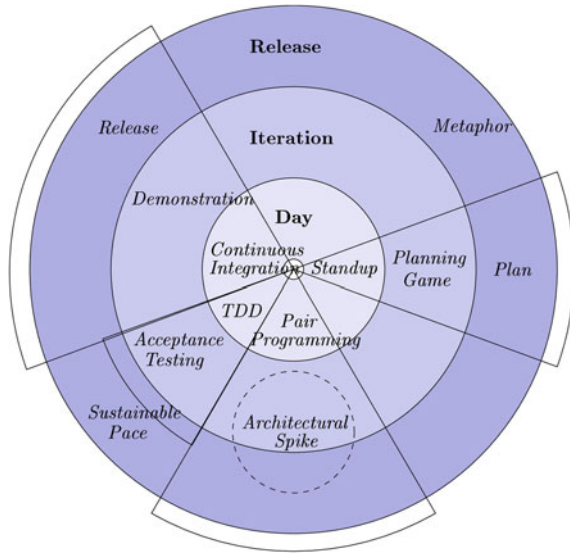 Release
Release
Metaphor
Iteration
Demonstration
Day
Continuous
Integration
Standup
Planning
Game
Plan
TDD
Pair
Programming
Acceptance
Testing
Sustainable
Pace
Architectural
Spike